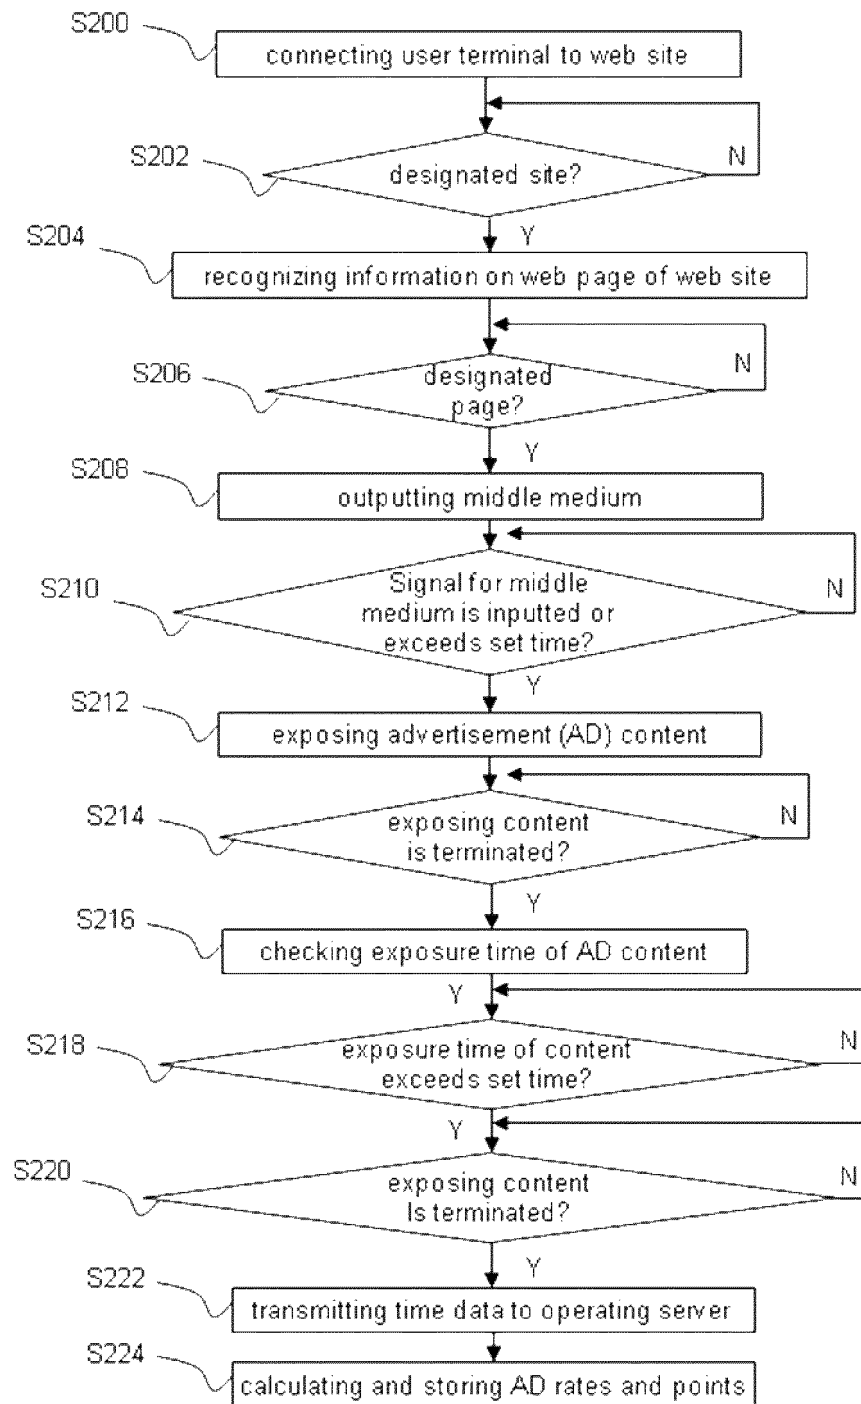 S200
connecting user terminal to web site
S202
designated site?
N
Y
S204
recognizing information on web page of web site
S206
designated
page?
N
Y
S208
outputting middle medium
S210
Signal for middle
medium is inputted or
exceeds set time?
N
Y
S212
exposing advertisement (AD) content
S214
exposing content
is terminated?
N
Y
S216
checking exposure time of AD content
Y
S218
exposure time of content
exceeds set time?
N
Y
S220
exposing content
Is terminated?
N
Y
S222
transmitting time data to operating server
S224
calculating and storing AD rates and points